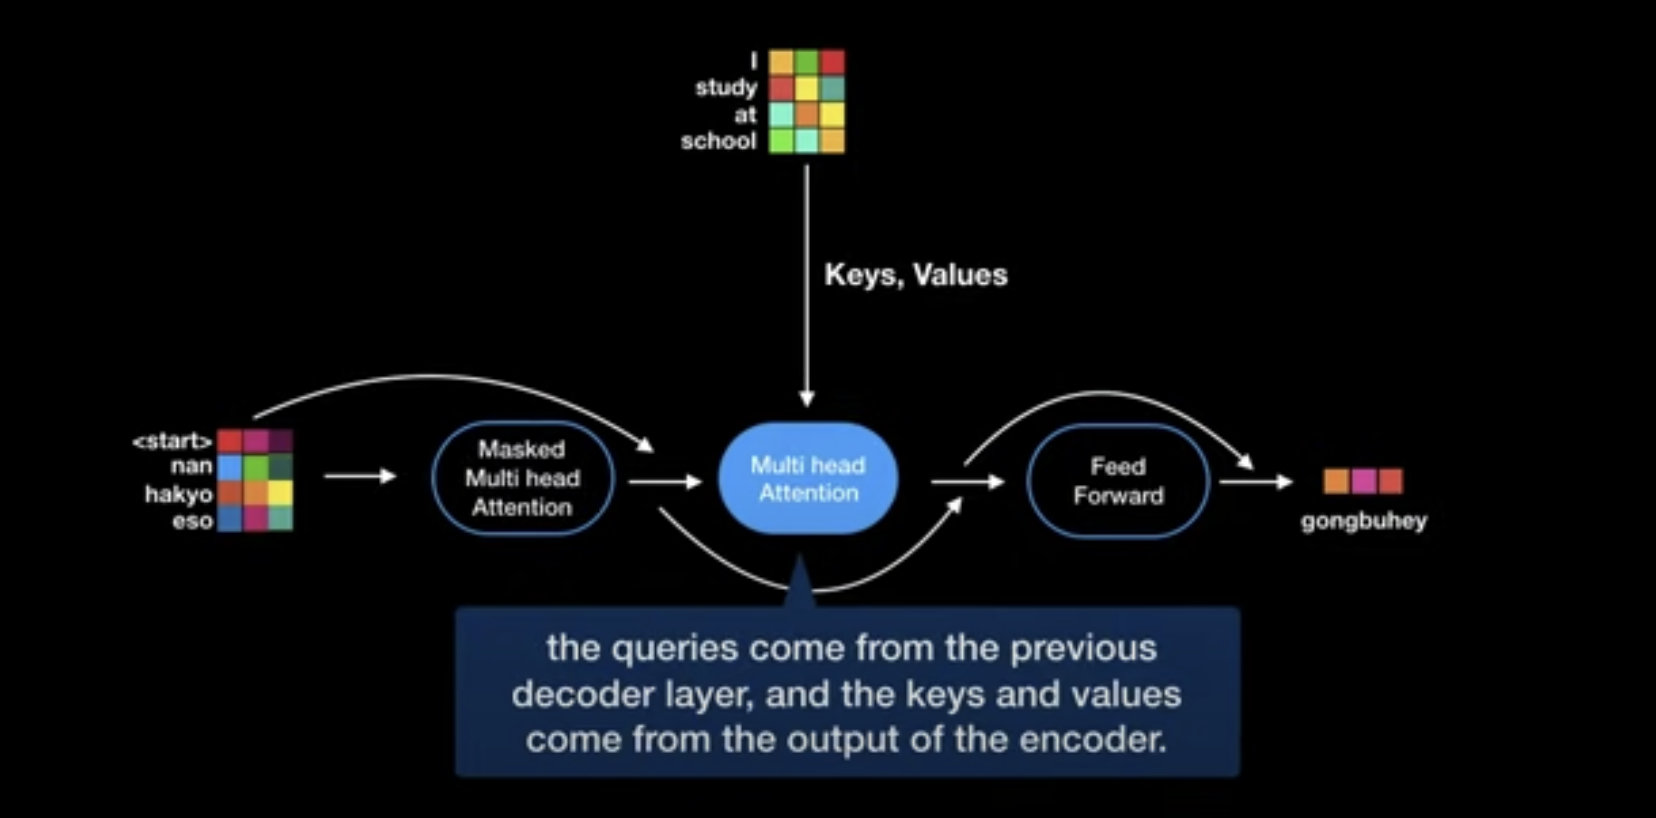 I
study
at
school
Keys, Values
<start>
nan
hakyo
eso
Masked
Multi head
Attention
Multi head
Attention
Feed
Forward
gongbuhey
the queries come from the previous
decoder layer, and the keys and values
come from the output of the encoder.